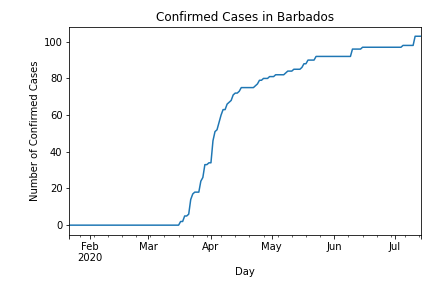 Confirmed Cases in Barbados
Number of Confirmed Cases
100
80
60
40
20
0
Feb Mar Apr May Jun Jul
2020
Day